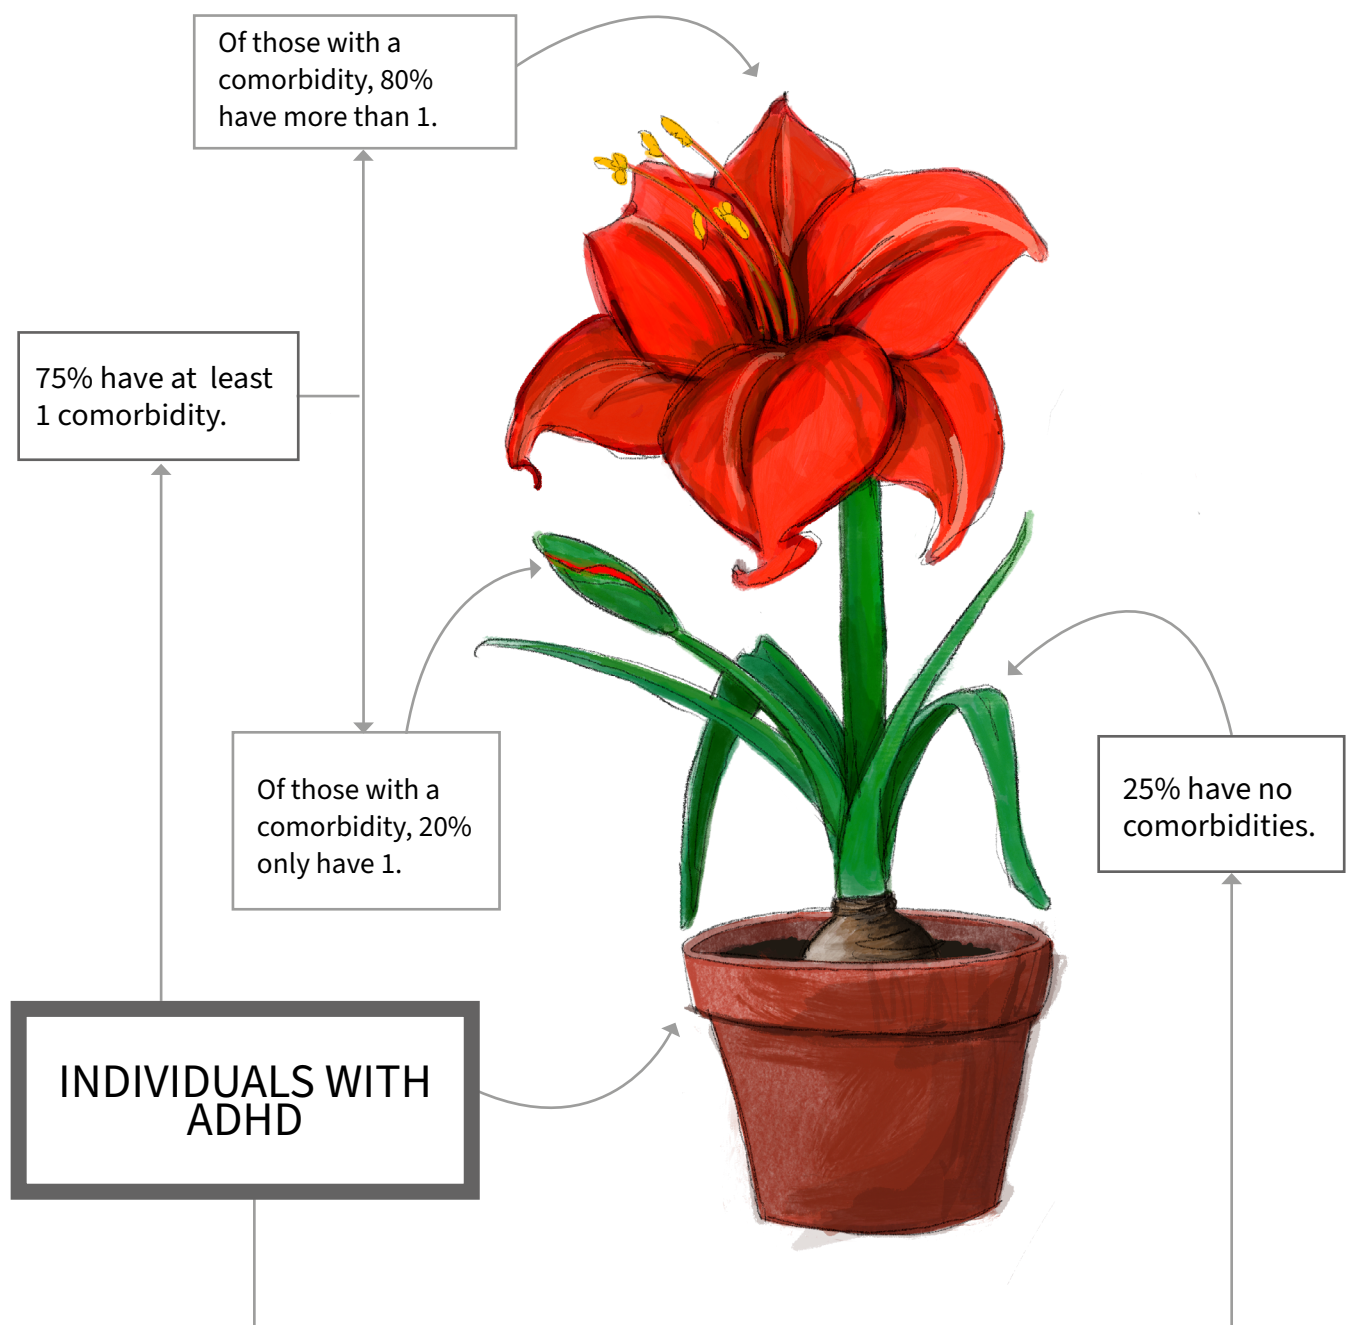 Of those with a
comorbidity, 80%
have more than 1.
75% have at least
1 comorbidity.
Of those with a
comorbidity, 20%
only have 1.
25% have no
comorbidities.
INDIVIDUALS WITH
ADHD